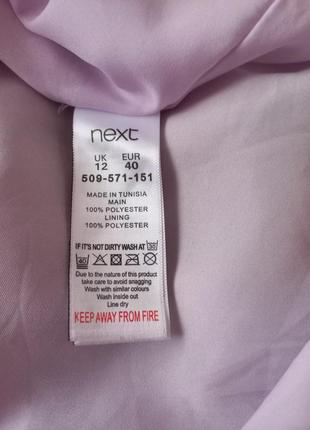 next
UK EUR
12 40
509-571-151
MADE IN TUNISIA
MAIN
100% POLYESTER
LINING
100% POLYESTER
IF IT'S NOT DIRTY WASH AT 30
40
Due to the nature of this product
take care to avoid snagging
Wash with similar colours
Wash inside out
Line dry
KEEP AWAY FROM FIRE